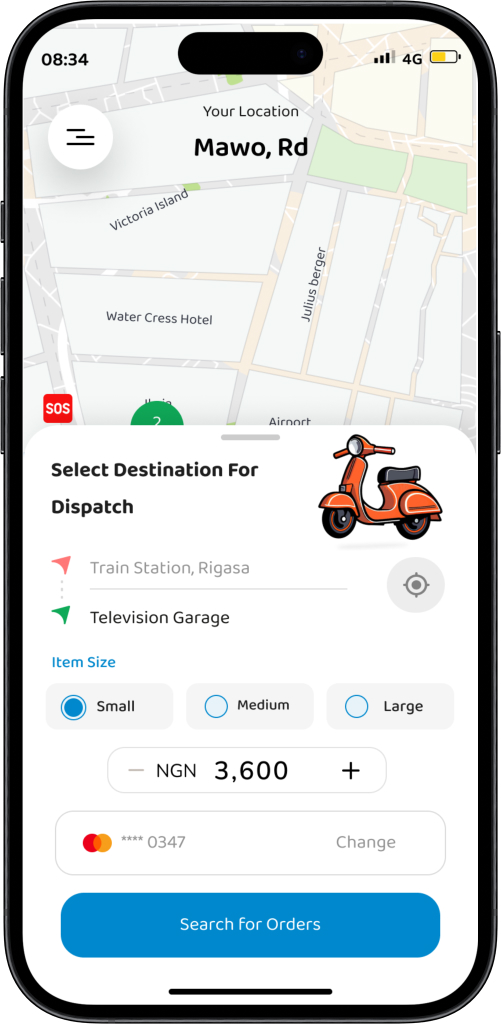 08:34
4G
Your Location
Mawo, Rd
Victoria Island
Julius berger
Water Cress Hotel
SOS
2
Airport
Select Destination For
Dispatch
Train Station, Rigasa
Television Garage
Item Size
Small
Medium
Large
NGN 3,600
**** 0347
Change
Search for Orders